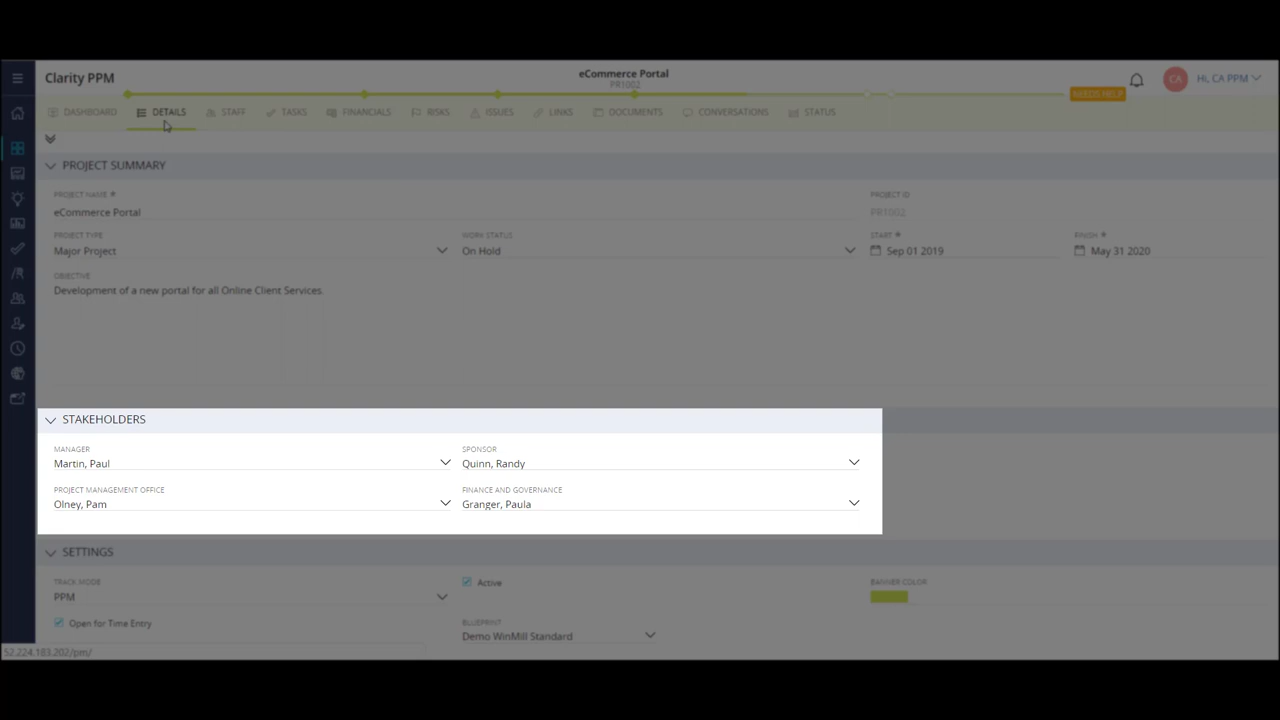 Clarity PPM
eCommerce Portal
PR1002
CA
Hi, CA PPM
NEEDS HELP
DASHBOARD DETAILS STAFF TASKS FINANCIALS RISKS ISSUES LINKS DOCUMENTS CONVERSATIONS STATUS
PROJECT SUMMARY
PROJECT NAME * PROJECT ID
eCommerce Portal PR1002
PROJECT TYPE WORK STATUS START * FINISH *
Major Project On Hold Sep 01 2019 May 31 2020
OBJECTIVE
Development of a new portal for all Online Client Services.
STAKEHOLDERS
MANAGER SPONSOR
Martin, Paul Quinn, Randy
PROJECT MANAGEMENT OFFICE FINANCE AND GOVERNANCE
Olney, Pam Granger, Paula
SETTINGS
TRACK MODE Active BANNER COLOR
PPM
Open for Time Entry BLUEPRINT
Demo WinMill Standard
52.224.183.202/pm/